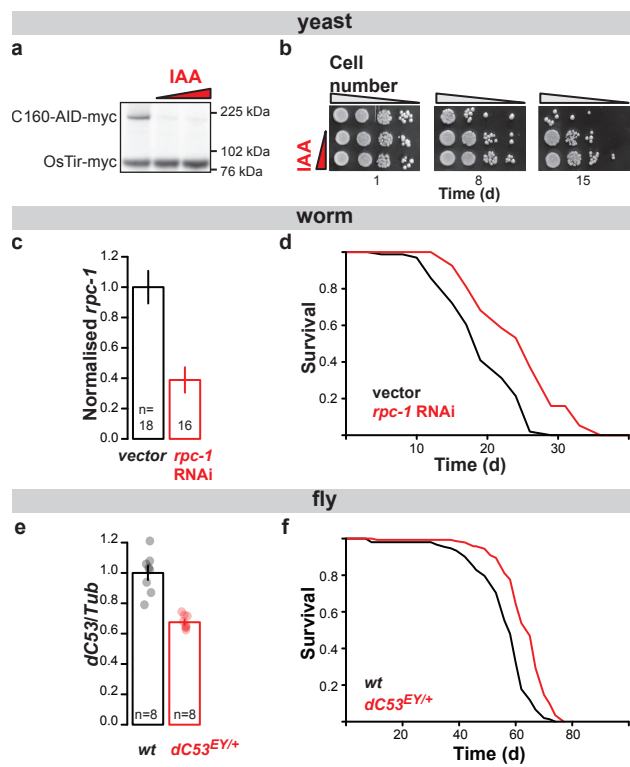 yeast
a
IAA
C160-AID-myc
225 kDa
OsTir-myc
102 kDa
76 kDa
b
Cell
number
IAA
1
8
15
Time (d)
worm
c
Normalised rpc-1
1.2
1.0
0.8
0.6
0.4
0.2
0.0
n=
18
16
vector
rpc-1
RNAi
d
Survival
1.0
0.8
0.6
0.4
0.2
vector
rpc-1 RNAi
10
20
30
Time (d)
fly
e
dC53/Tub
1.2
1.0
0.8
0.6
0.4
0.2
0.0
n=8
n=8
wt
dC53EY/+
f
Survival
1.0
0.8
0.6
0.4
0.2
wt
dC53EY/+
20
40
60
80
Time (d)